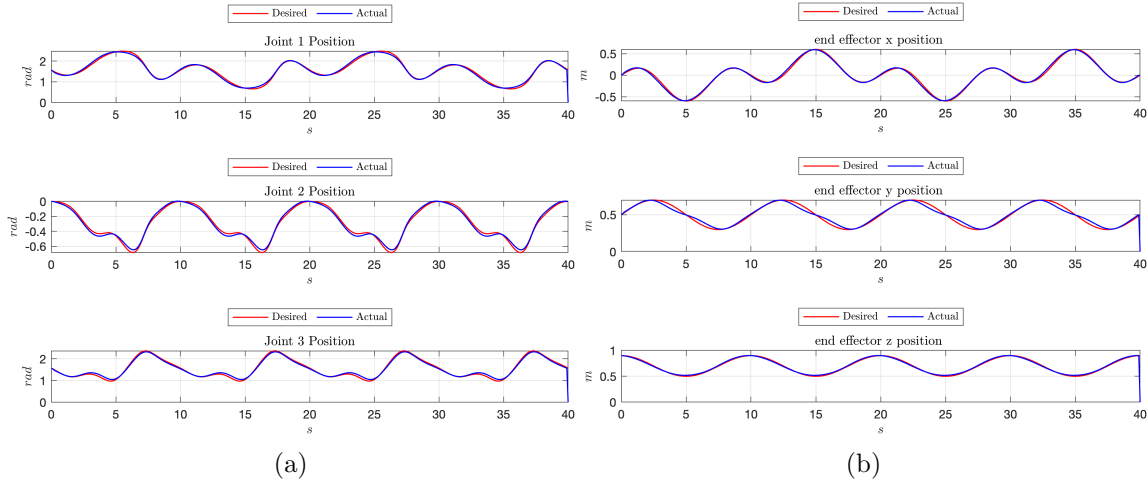 Desired Actual
Joint 1 Position
rad
2
1
0
0 5 10 15 20 25 30 35 40
s
Desired Actual
Joint 2 Position
rad
0
-0.2
-0.4
-0.6
0 5 10 15 20 25 30 35 40
s
Desired Actual
Joint 3 Position
rad
2
1
0
0 5 10 15 20 25 30 35 40
s
(a)
Desired Actual
end effector x position
m
0.5
0
-0.5
0 5 10 15 20 25 30 35 40
s
Desired Actual
end effector y position
m
0.5
0
0 5 10 15 20 25 30 35 40
s
Desired Actual
end effector z position
m
1
0.5
0
0 5 10 15 20 25 30 35 40
s
(b)